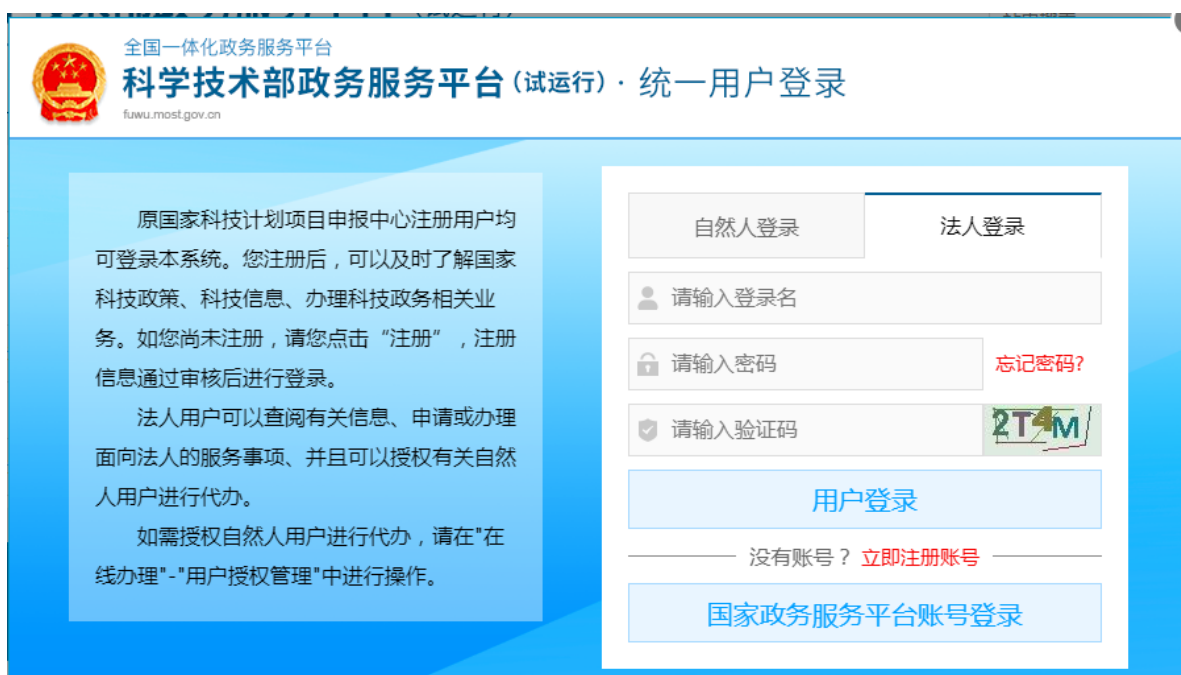 全国一体化政务服务平台
科学技术部政务服务平台(试运行)·统一用户登录
fuwu.most.gov.cn
原国家科技计划项目申报中心注册用户均
可登录本系统。您注册后，可以及时了解国家
科技政策、科技信息、办理科技政务相关业
务。如您尚未注册，请您点击“注册”，注册
信息通过审核后进行登录。
法人用户可以查阅有关信息、申请或办理
面向法人的服务事项、并且可以授权有关自然
人用户进行代办。
如需授权自然人用户进行代办，请在"在
线办理"-"用户授权管理"中进行操作。
自然人登录
法人登录
请输入登录名
请输入密码
忘记密码?
请输入验证码
2T4M
用户登录
没有账号？立即注册账号
国家政务服务平台账号登录